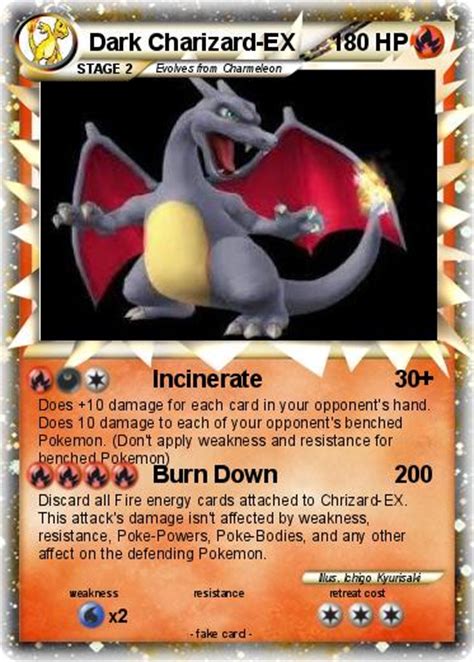 Dark Charizard-EX 180 HP
STAGE 2 Evolves from Charmeleon
Incinerate 30+
Does +10 damage for each card in your opponent's hand.
Does 10 damage to each of your opponent's benched
Pokemon. (Don't apply weakness and resistance for
benched Pokemon)
Burn Down 200
Discard all Fire energy cards attached to Chrizard-EX.
This attack's damage isn't affected by weakness,
resistance, Poke-Powers, Poke-Bodies, and any other
affect on the defending Pokemon.
Illus. Ichigo Kyurisaki
weakness resistance retreat cost
x2
- fake card -